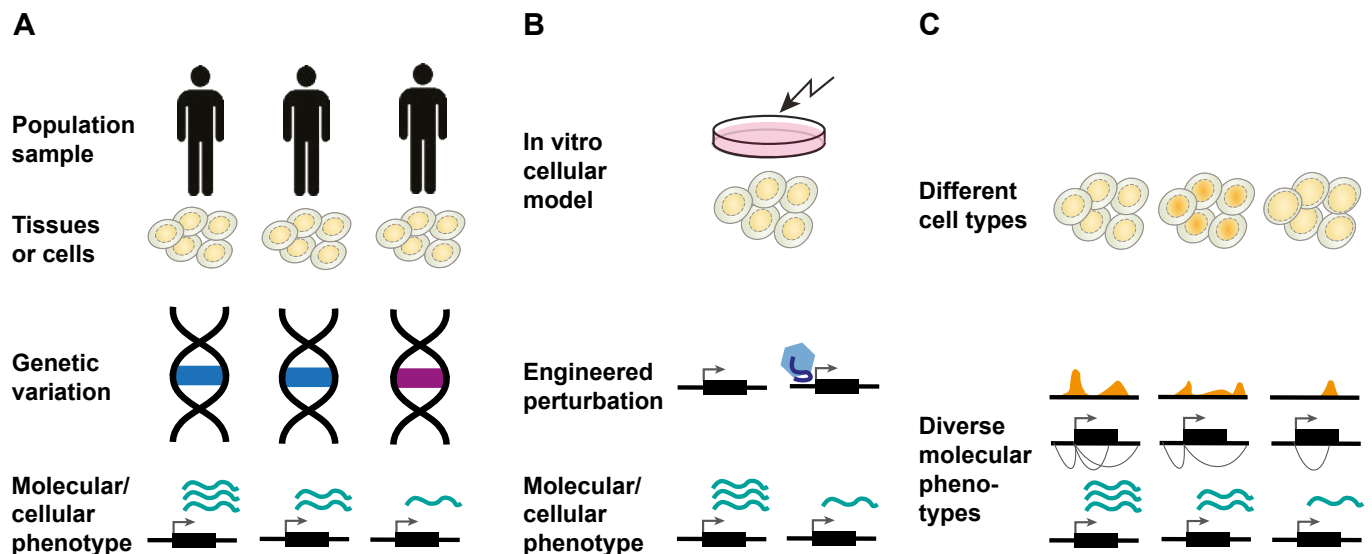 A
Population
sample
Tissues
or cells
Genetic
variation
Molecular/
cellular
phenotype
B
In vitro
cellular
model
Engineered
perturbation
Molecular/
cellular
phenotype
C
Different
cell types
Diverse
molecular
pheno-
types